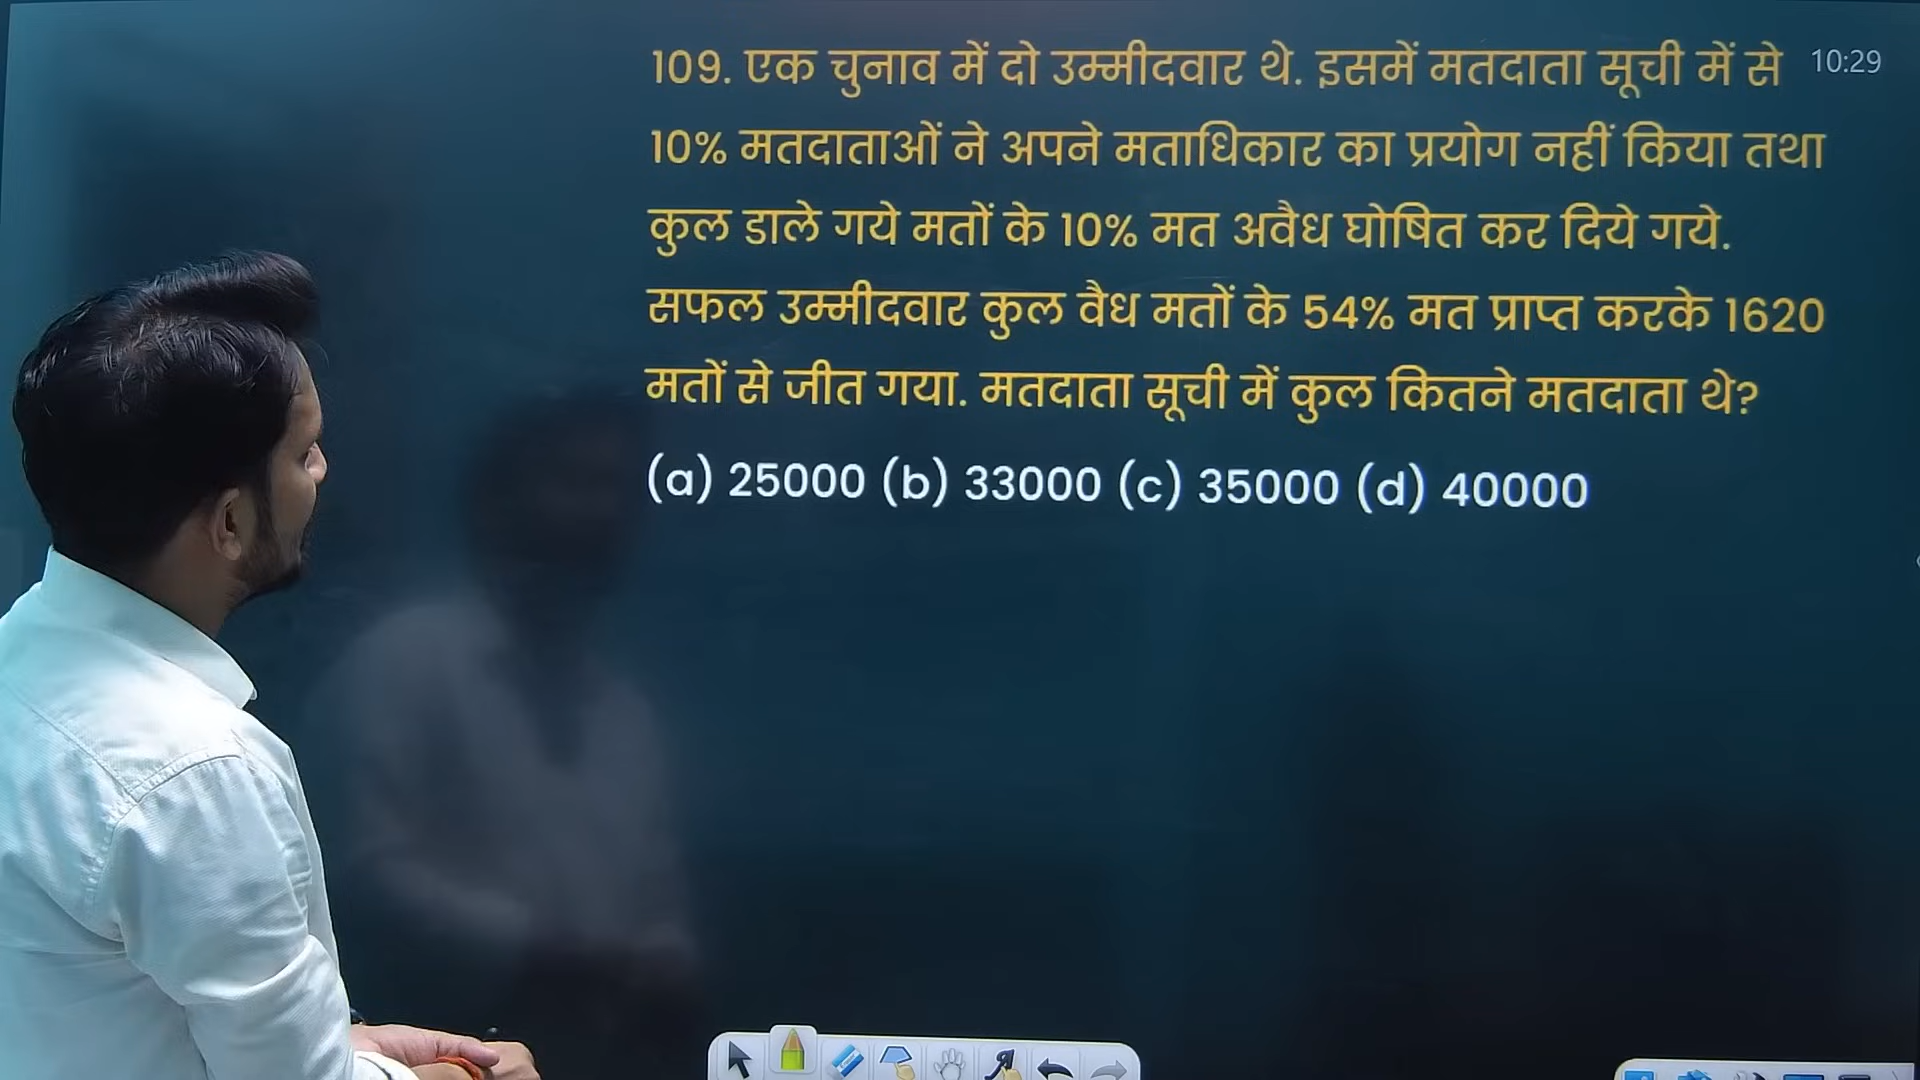 109. एक चुनाव में दो उम्मीदवार थे. इसमें मतदाता सूची में से
10:29
10% मतदाताओं ने अपने मताधिकार का प्रयोग नहीं किया तथा
कुल डाले गये मतों के 10% मत अवैध घोषित कर दिये गये.
सफल उम्मीदवार कुल वैध मतों के 54% मत प्राप्त करके 1620
मतों से जीत गया. मतदाता सूची में कुल कितने मतदाता थे?
(a) 25000 (b) 33000 (c) 35000 (d) 40000